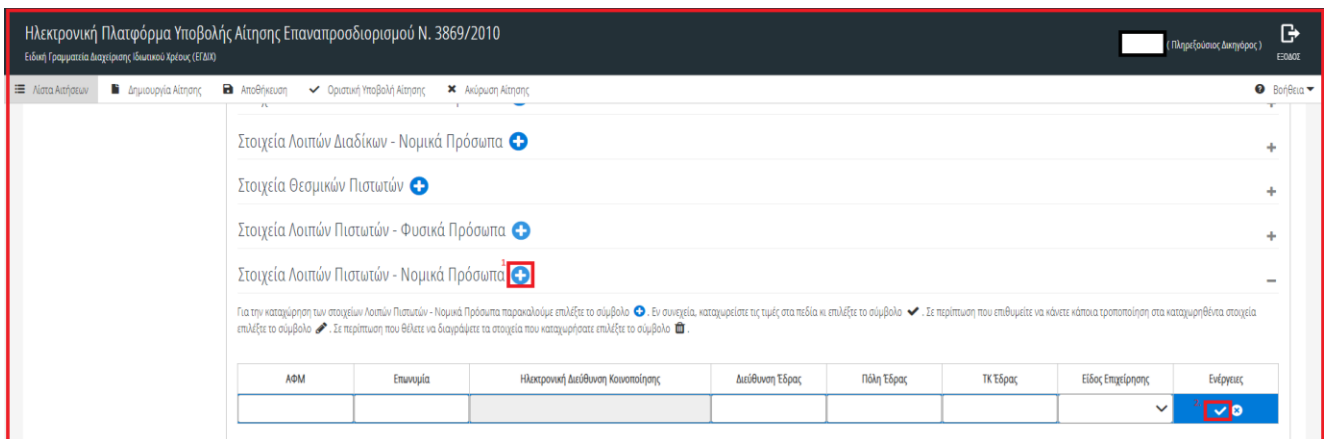 Ηλεκτρονική Πλατφόρμα Υποβολής Αίτησης Επαναπροσδιορισμού Ν. 3869/2010
Ειδική Γραμματεία Διαχείρισης Ιδιωτικού Χρέους (ΕΓΔΙΧ)
( Πληρεξούσιος Δικηγόρος )
ΕΞΟΔΟΣ
Λίστα Αιτήσεων Δημιουργία Αίτησης Αποθήκευση Οριστική Υποβολή Αίτησης Ακύρωση Αίτησης Βοήθεια
Στοιχεία Λοιπών Διαδίκων - Νομικά Πρόσωπα
Στοιχεία Θεσμικών Πιστωτών
Στοιχεία Λοιπών Πιστωτών - Φυσικά Πρόσωπα
Στοιχεία Λοιπών Πιστωτών - Νομικά Πρόσωπα
Για την καταχώρηση των στοιχείων Λοιπών Πιστωτών - Νομικά Πρόσωπα παρακαλούμε επιλέξτε το σύμβολο . Εν συνεχεία, καταχωρείστε τις τιμές στα πεδία κι επιλέξτε το σύμβολο . Σε περίπτωση που επιθυμείτε να κάνετε κάποια τροποποίηση στα καταχωρηθέντα στοιχεία
επιλέξτε το σύμβολο . Σε περίπτωση που θέλετε να διαγράψετε τα στοιχεία που καταχωρήσατε επιλέξτε το σύμβολο .
ΑΦΜ Επωνυμία Ηλεκτρονική Διεύθυνση Κοινοποίησης Διεύθυνση Έδρας Πόλη Έδρας ΤΚ Έδρας Είδος Επιχείρησης Ενέργειες